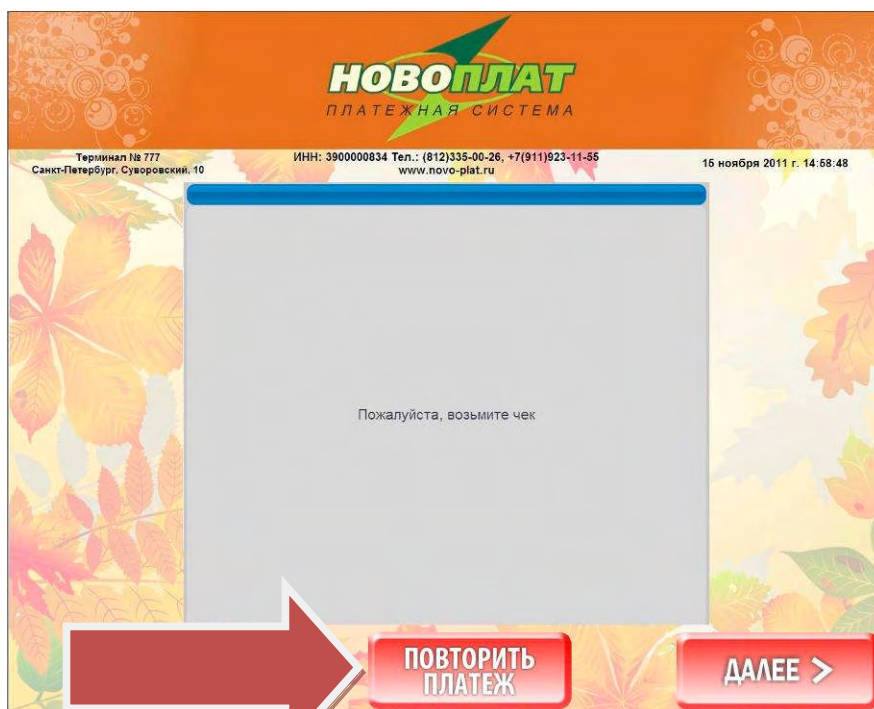 НОВОПЛАТ
ПЛАТЕЖНАЯ СИСТЕМА
Терминал № 777
Санкт-Петербург, Суворовский, 10
ИНН: 3900000834 Тел.: (812)335-00-26, +7(911)923-11-55
www.novo-plat.ru
15 ноября 2011 г. 14:58:48
Пожалуйста, возьмите чек
ПОВТОРИТЬ
ПЛАТЕЖ
ДАЛЕЕ >